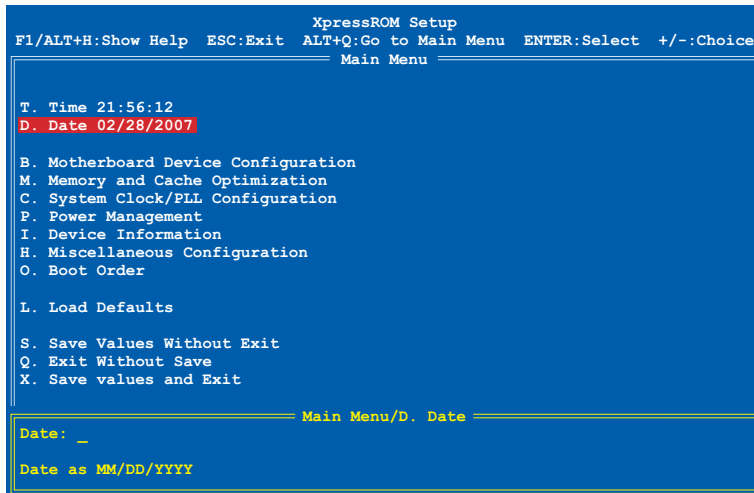 XpressROM Setup
F1/ALT+H:Show Help ESC:Exit ALT+Q:Go to Main Menu ENTER:Select +/-:Choice
Main Menu
T. Time 21:56:12
D. Date 02/28/2007
B. Motherboard Device Configuration
M. Memory and Cache Optimization
C. System Clock/PLL Configuration
P. Power Management
I. Device Information
H. Miscellaneous Configuration
O. Boot Order
L. Load Defaults
S. Save Values Without Exit
Q. Exit Without Save
X. Save values and Exit
Main Menu/D. Date
Date: _
Date as MM/DD/YYYY